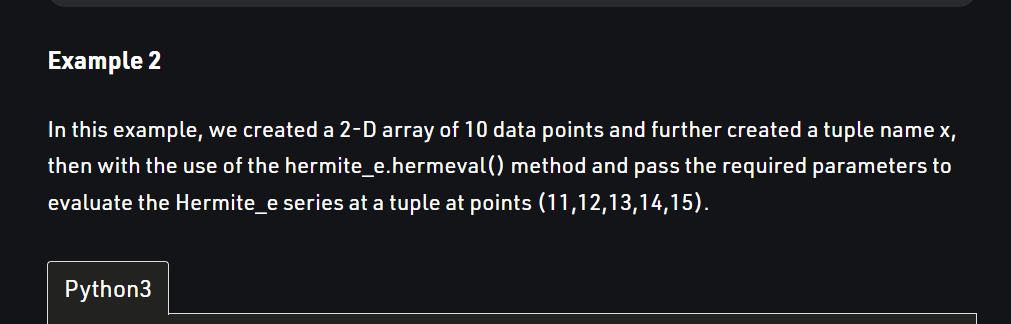 Example 2
In this example, we created a 2-D array of 10 data points and further created a tuple name x,
then with the use of the hermite_e.hermeval() method and pass the required parameters to
evaluate the Hermite_e series at a tuple at points (11,12,13,14,15).
Python3